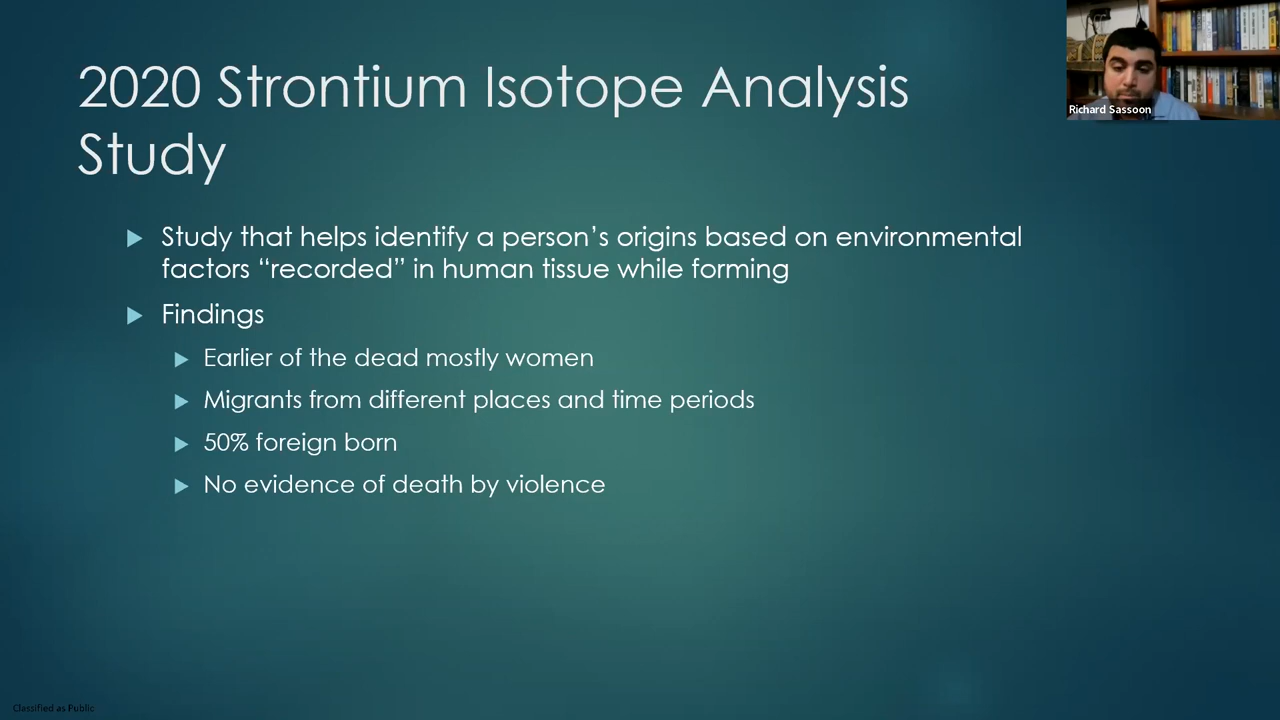 2020 Strontium Isotope Analysis
Study
Study that helps identify a person’s origins based on environmental
factors “recorded” in human tissue while forming
Findings
Earlier of the dead mostly women
Migrants from different places and time periods
50% foreign born
No evidence of death by violence
Richard Sassoon
Classified as Public